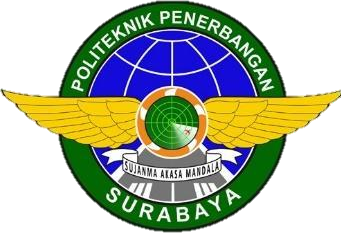 POLITEKNIK PENERBANGAN
SUJANMA AKASA MANDALA
SURABAYA